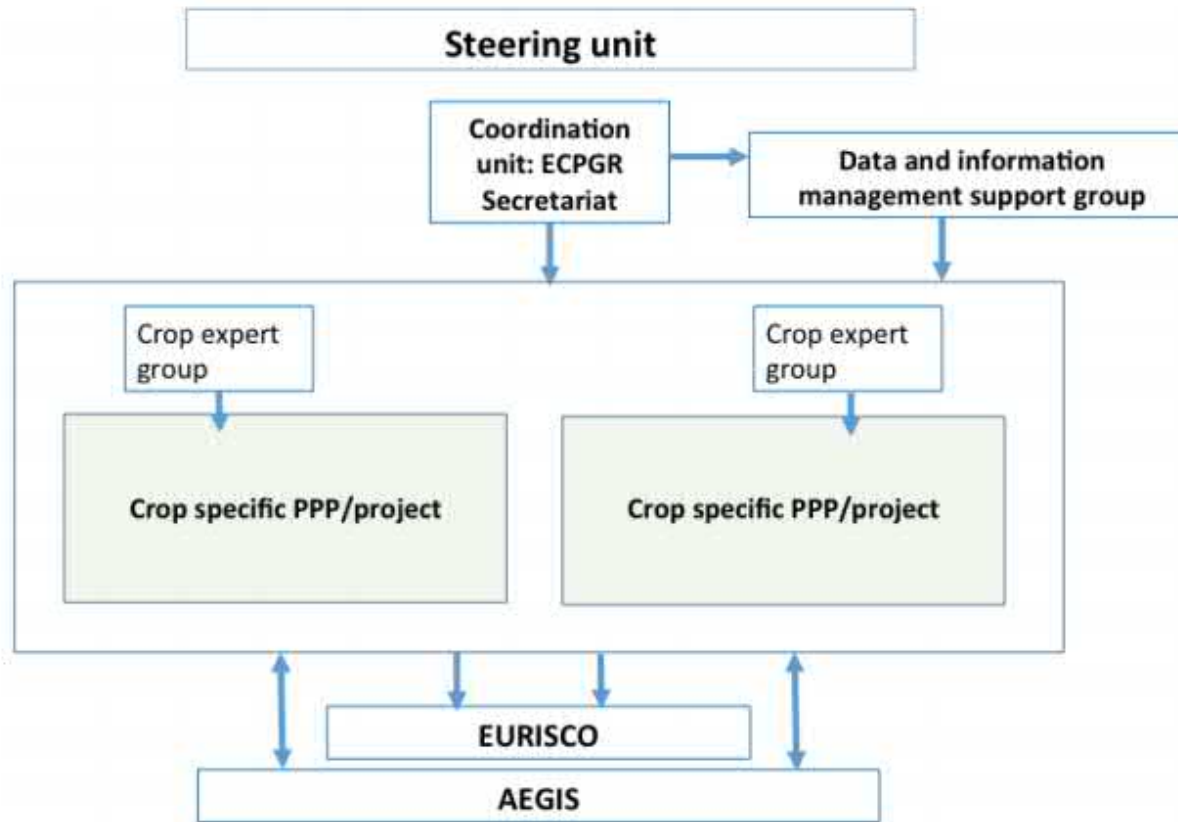 Steering unit
Coordination
unit: ECPGR
Secretariat
Data and information
management support group
Crop expert
group
Crop expert
group
Crop specific PPP/project
Crop specific PPP/project
EURISCO
AEGIS